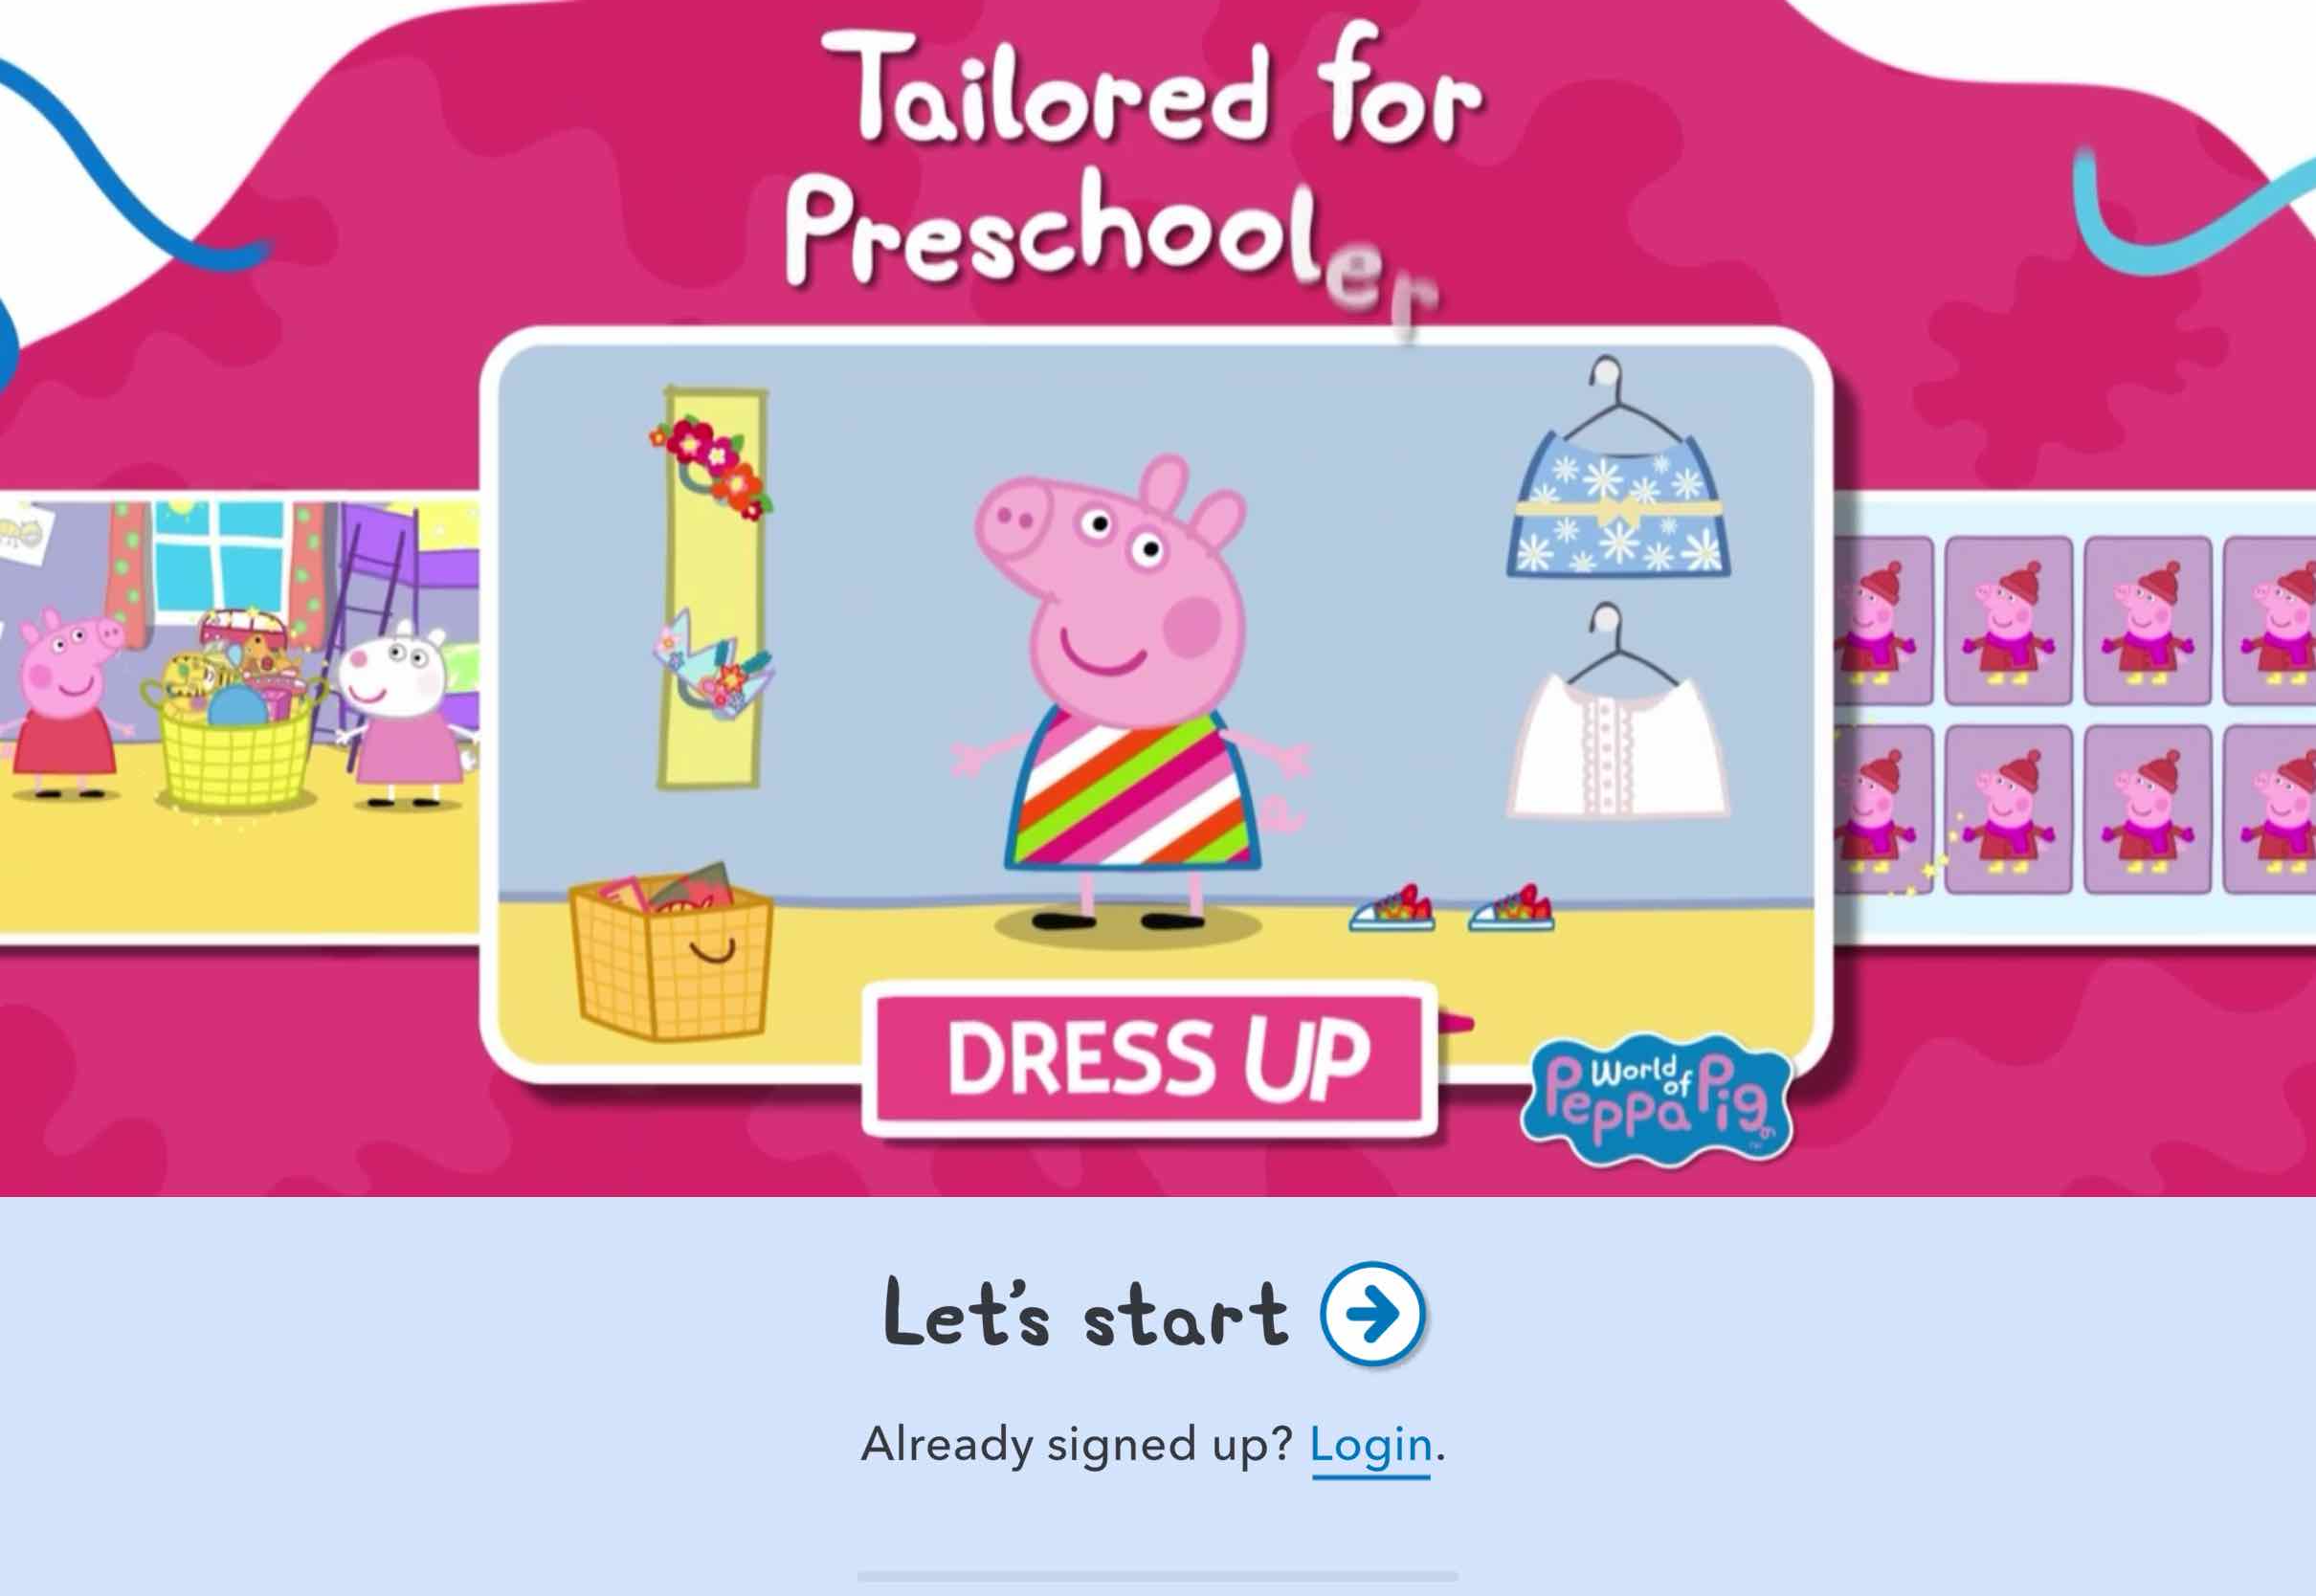 Tailored for
Preschooler
DRESS UP
World of
Peppa Pig
Let's start
Already signed up? Login.